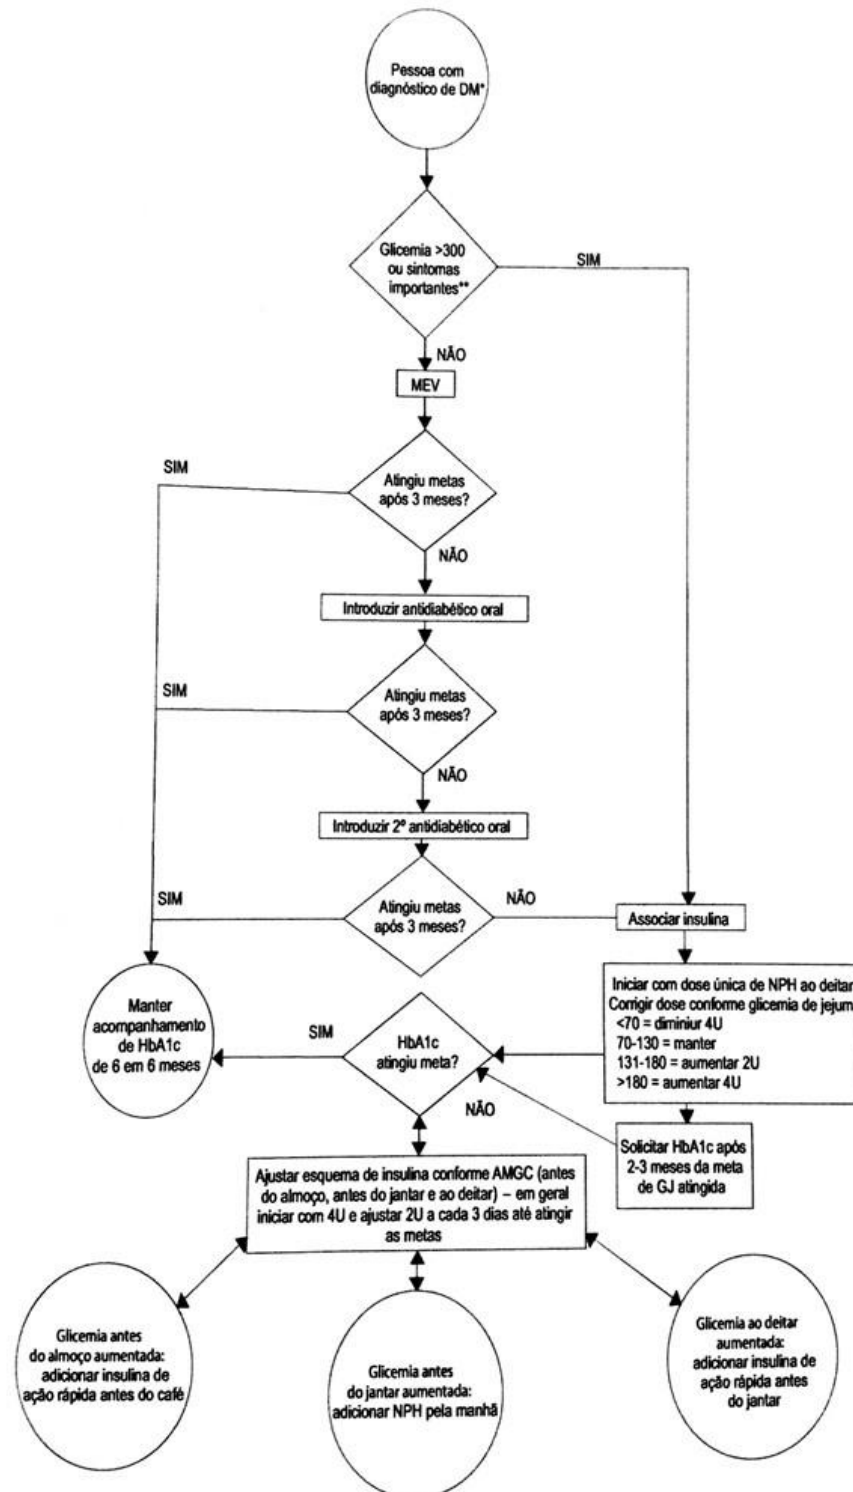 Pessoa com
diagnóstico de DM*
Glicemia >300
ou sintomas
importantes**
SIM
NÃO
MEV
SIM
Atingiu metas
após 3 meses?
NÃO
Introduzir antidiabético oral
SIM
Atingiu metas
após 3 meses?
NÃO
Introduzir 2º antidiabético oral
SIM
Atingiu metas
após 3 meses?
NÃO
Associar insulina
Iniciar com dose única de NPH ao deitar
Corrigir dose conforme glicemia de jejum
<70 = diminiur 4U
70-130 = manter
131-180 = aumentar 2U
>180 = aumentar 4U
Manter
acompanhamento
de HbA1c
de 6 em 6 meses
SIM
HbA1c
atingiu meta?
NÃO
Solicitar HbA1c após
2-3 meses da meta
de GJ atingida
Ajustar esquema de insulina conforme AMGC (antes
do almoço, antes do jantar e ao deitar) – em geral
iniciar com 4U e ajustar 2U a cada 3 dias até atingir
as metas
Glicemia antes
do almoço aumentada:
adicionar insulina de
ação rápida antes do café
Glicemia antes
do jantar aumentada:
adicionar NPH pela manhã
Glicemia ao deitar
aumentada:
adicionar insulina de
ação rápida antes
do jantar